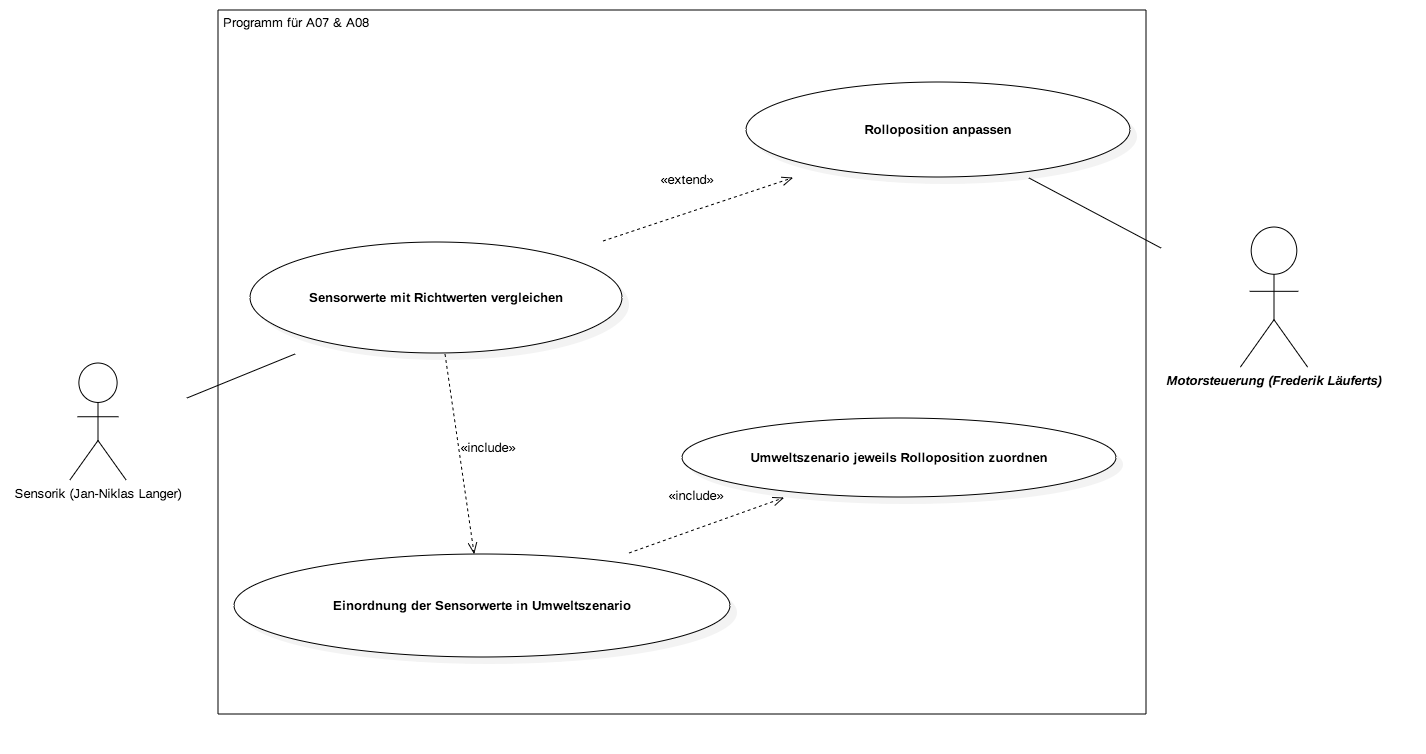 Programm für A07 & A08
Rolloposition anpassen
«extend»
Sensorwerte mit Richtwerten vergleichen
Motorsteuerung (Frederik Läuferts)
«include»
Umweltszenario jeweils Rolloposition zuordnen
«include»
Sensorik (Jan-Niklas Langer)
Einordnung der Sensorwerte in Umweltszenario